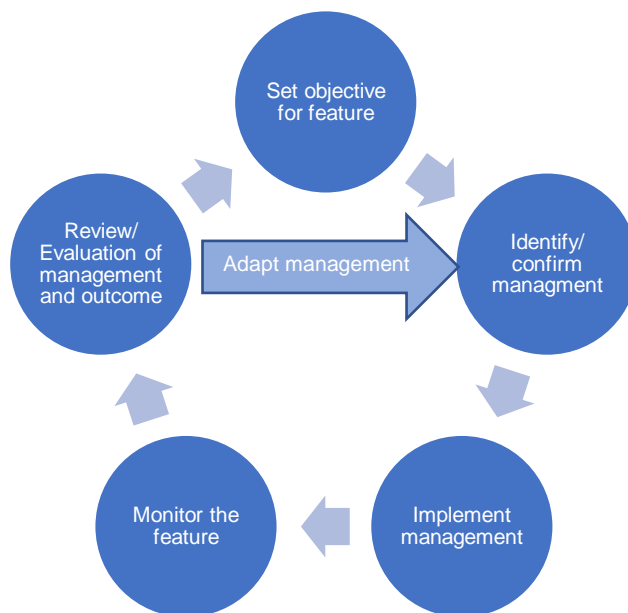 Set objective
for feature
Review/
Evaluation of
management
and outcome
Adapt management
Identify/
confirm
managment
Monitor the
feature
Implement
management